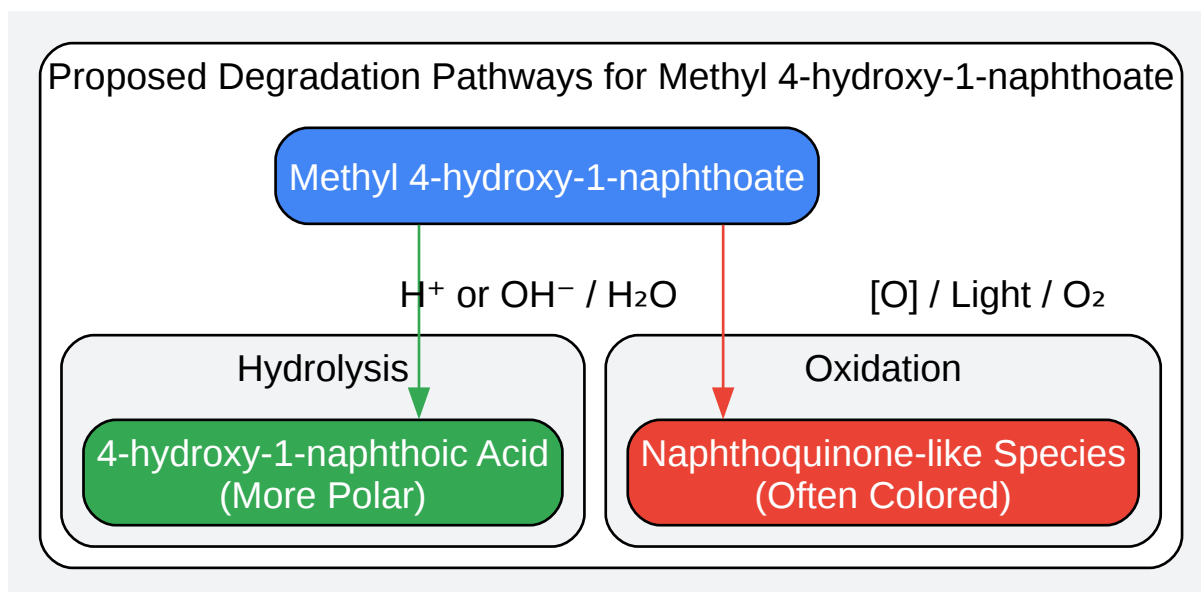 Proposed Degradation Pathways for Methyl 4-hydroxy-1-naphthoate
Methyl 4-hydroxy-1-naphthoate
H⁺ or OH⁻ / H₂O
[O] / Light / O₂
Hydrolysis
Oxidation
4-hydroxy-1-naphthoic Acid
(More Polar)
Naphthoquinone-like Species
(Often Colored)